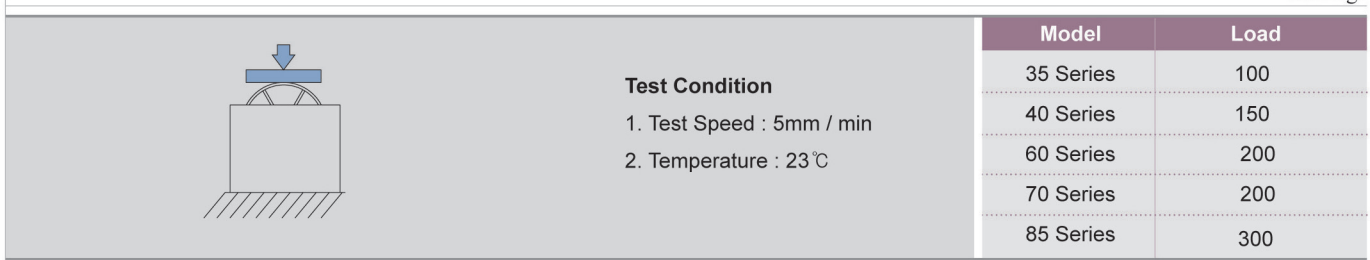 Test Condition
1. Test Speed : 5mm / min
2. Temperature : 23℃
Model Load
35 Series 100
40 Series 150
60 Series 200
70 Series 200
85 Series 300